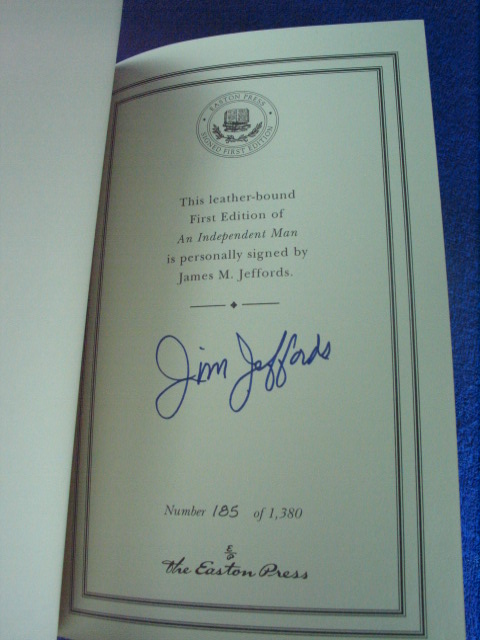 EASTON PRESS
SIGNED FIRST EDITION
This leather-bound
First Edition of
An Independent Man
is personally signed by
James M. Jeffords.
Jim Jeffords
Number 185 of 1,380
The Easton Press